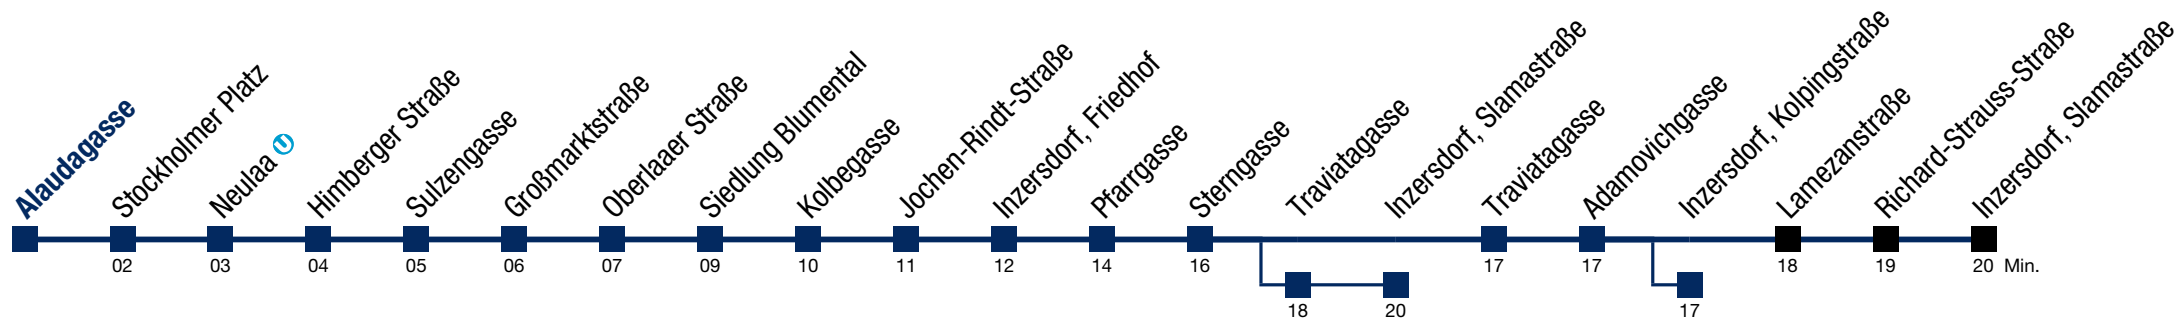 Alaudagasse
Stockholmer Platz
Neulaa U
Himberger Straße
Sulzengasse
Großmarktstraße
Oberlaaer Straße
Siedlung Blumental
Kolbegasse
Jochen-Rindt-Straße
Inzersdorf, Friedhof
Pfarrgasse
Sterngasse
Traviatagasse
Inzersdorf, Slamastraße
Traviatagasse
Adamovichgasse
Inzersdorf, Kolpingstraße
Lamezanstraße
Richard-Strauss-Straße
Inzersdorf, Slamastraße
02 03 04 05 06 07 09 10 11 12 14 16 17 17 18 19 20 Min.
18 20 17